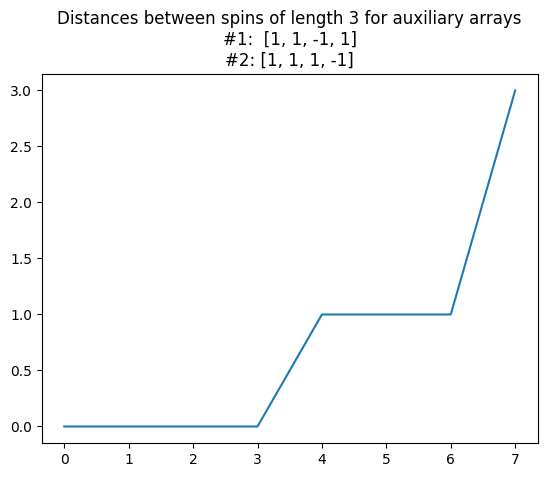 Distances between spins of length 3 for auxiliary arrays
#1:  [1, 1, -1, 1]
#2: [1, 1, 1, -1]
3.0
2.5
2.0
1.5
1.0
0.5
0.0
0 1 2 3 4 5 6 7